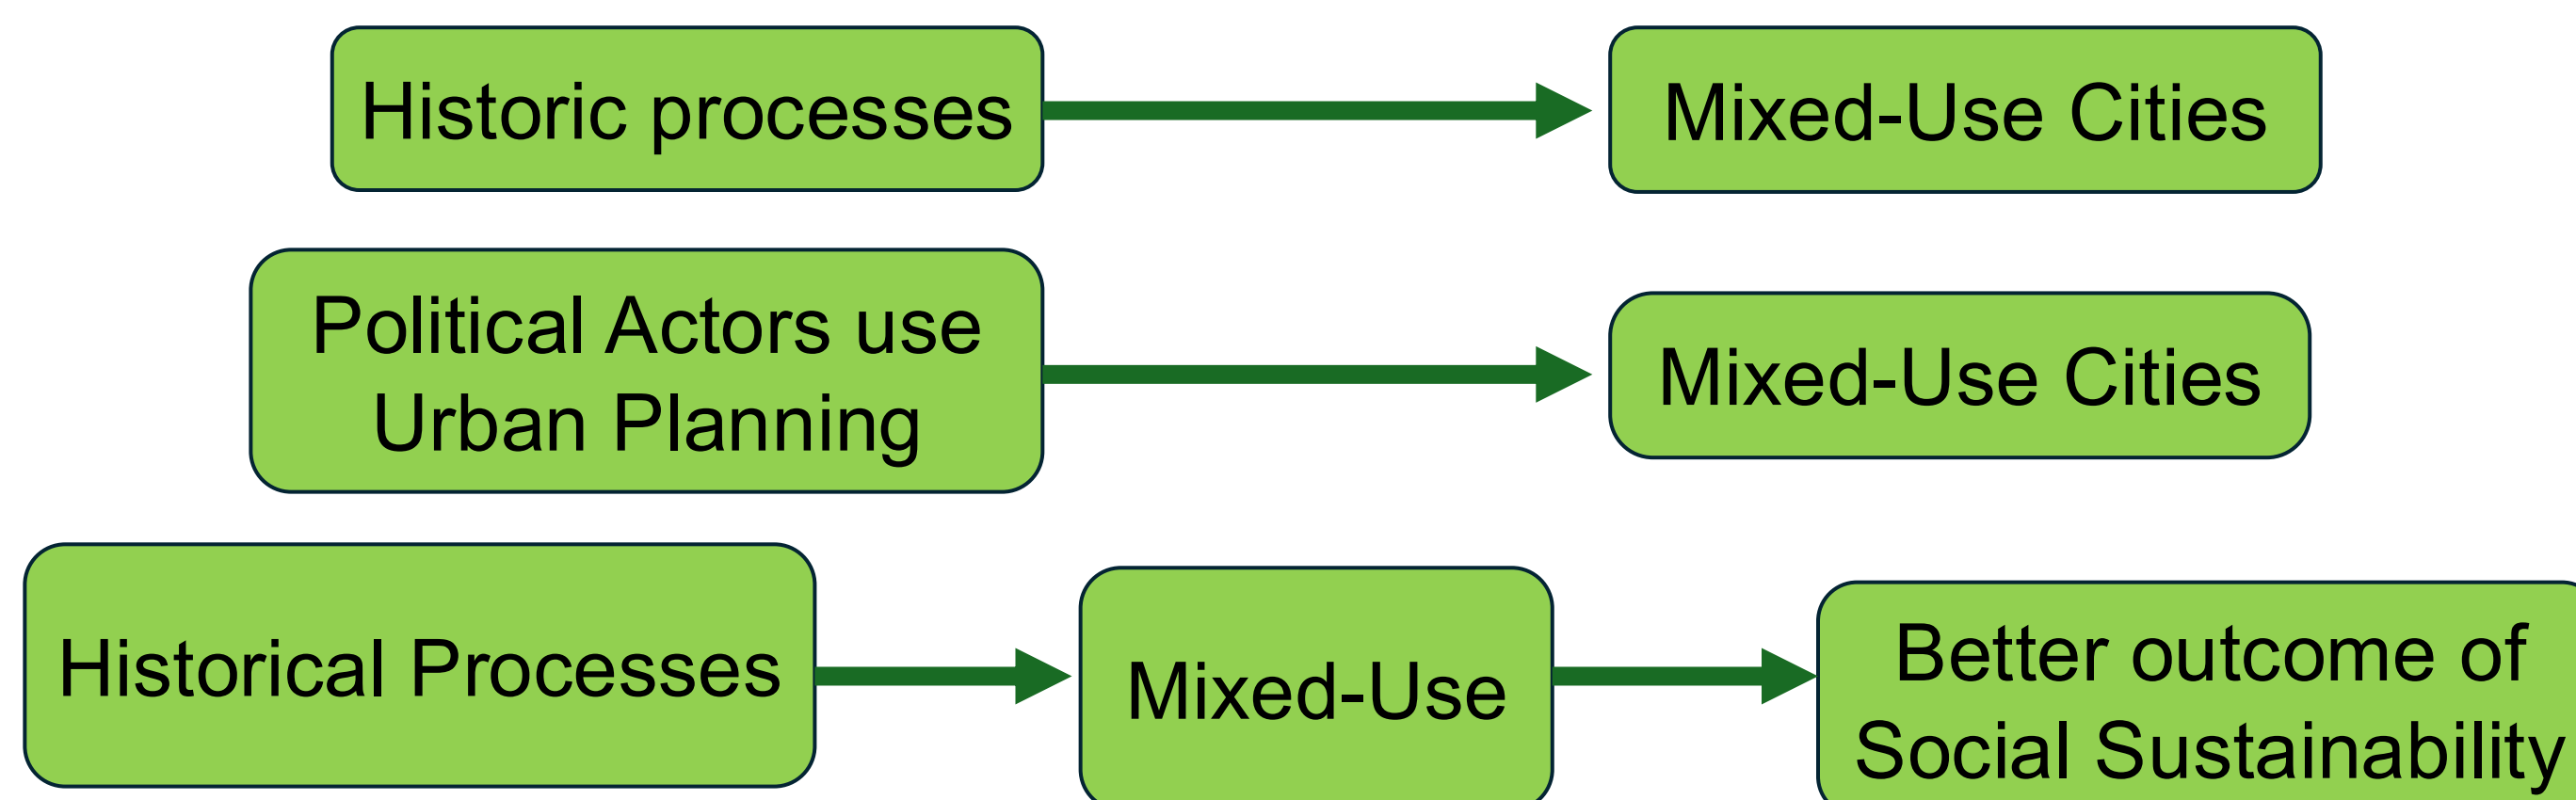 Historic processes
Mixed-Use Cities
Political Actors use
Urban Planning
Mixed-Use Cities
Historical Processes
Mixed-Use
Better outcome of
Social Sustainability